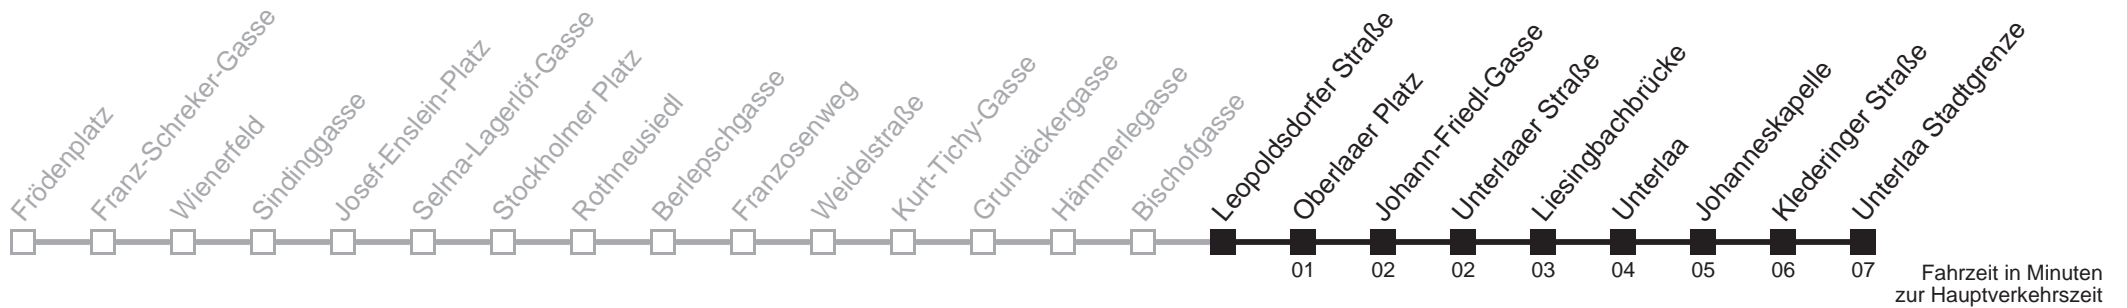 Frödenplatz
Franz-Schreker-Gasse
Wienerfeld
Sindinggasse
Josef-Enslein-Platz
Selma-Lagerlöf-Gasse
Stockholmer Platz
Rothneusiedl
Berlepschgasse
Franzosenweg
Weidelstraße
Kurt-Tichy-Gasse
Grundäckergasse
Hämmerlegasse
Bischofgasse
Leopoldsdorfer Straße
Oberlaaer Platz
Johann-Friedl-Gasse
Unterlaaer Straße
Liesingbachbrücke
Unterlaa
Johanneskapelle
Klederinger Straße
Unterlaa Stadtgrenze
01 02 02 03 04 05 06 07
Fahrzeit in Minuten
zur Hauptverkehrszeit